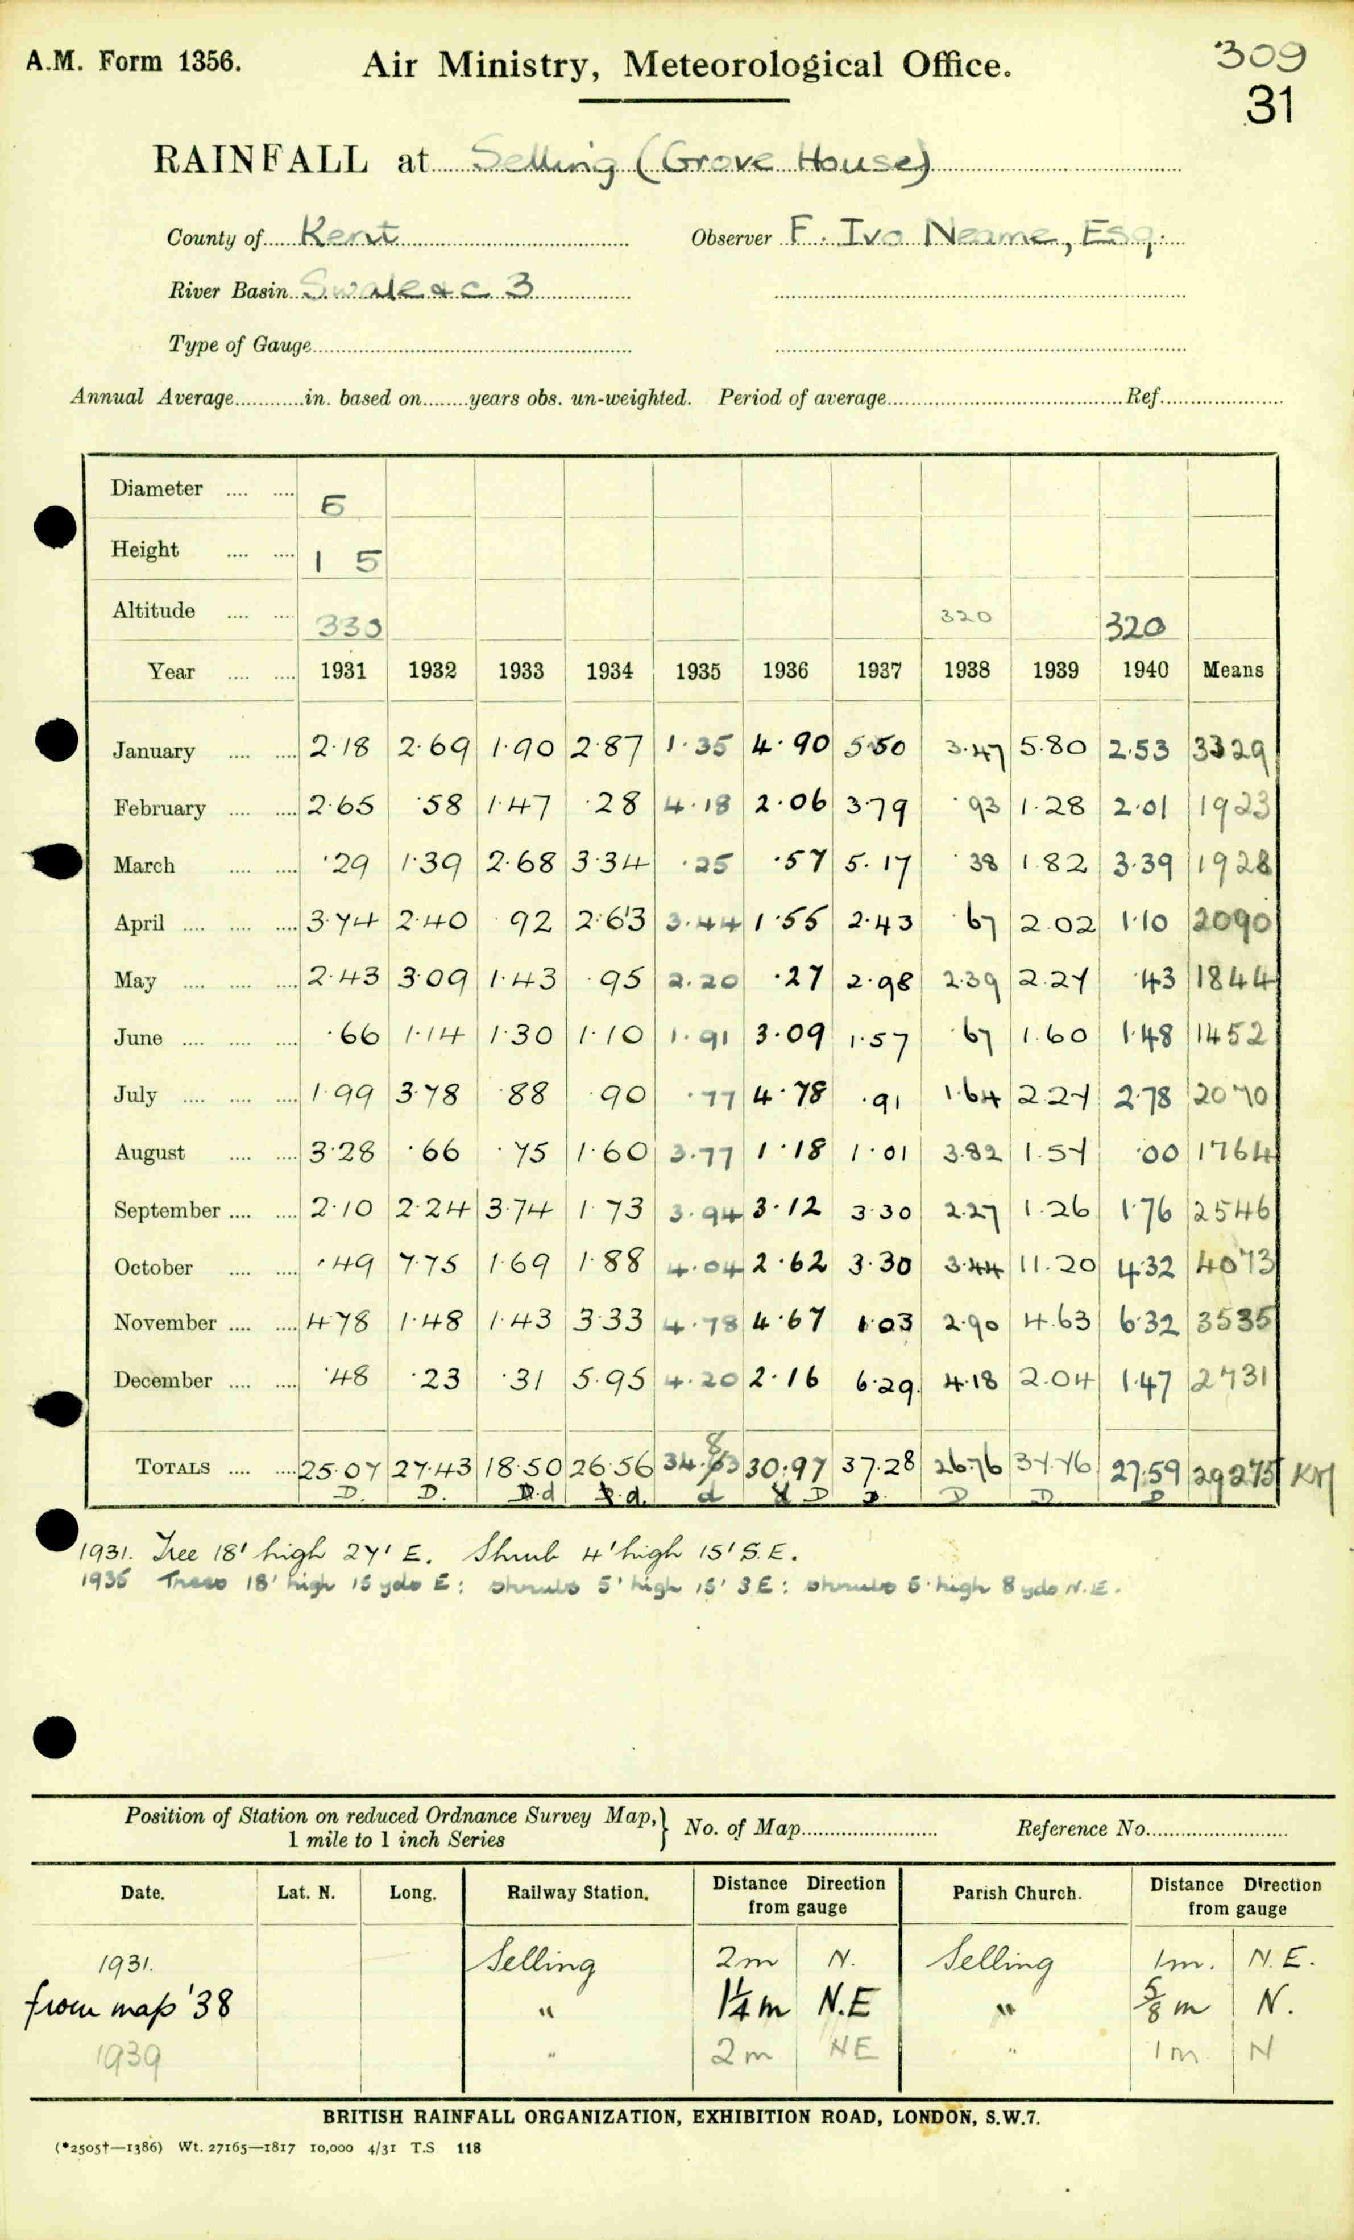 A.M. Form 1356.
Air Ministry, Meteorological Office.
309
31
RAINFALL at Selling (Grove House)
County of Kent Observer F. Ivo Neame, Esq.
River Basin Swale &c 3
Type of Gauge
Annual Average in. based on years obs. un-weighted. Period of average Ref.
Diameter 5
Height 1 5
Altitude 330 320 320
Year 1931 1932 1933 1934 1935 1936 1937 1938 1939 1940 Means
January 2·18 2·69 1·90 2·87 1·35 4·90 5·50 3·47 5·80 2·53 3329
February 2·65 ·58 1·47 ·28 4·18 2·06 3·79 ·93 1·28 2·01 1923
March ·29 1·39 2·68 3·34 ·25 ·57 5·17 ·38 1·82 3·39 1928
April 3·74 2·40 ·92 2·63 3·44 1·55 2·43 ·67 2·02 1·10 2090
May 2·43 3·09 1·43 ·95 2·20 ·27 2·98 2·39 2·27 ·43 1844
June ·66 1·14 1·30 1·10 1·91 3·09 1·57 ·67 1·60 1·48 1452
July 1·99 3·78 ·88 ·90 ·77 4·78 ·91 1·64 2·27 2·78 2070
August 3·28 ·66 ·75 1·60 3·77 1·18 1·01 3·82 1·57 ·00 1764
September 2·10 2·24 3·74 1·73 3·94 3·12 3·30 2·27 1·26 1·76 2546
October ·49 7·75 1·69 1·88 4·04 2·62 3·30 3·44 11·20 4·32 4073
November 4·78 1·48 1·43 3·33 4·78 4·67 1·03 2·90 4·63 6·32 3535
December ·48 ·23 ·31 5·95 4·20 2·16 6·29 4·18 2·04 1·47 2731
TOTALS 25·07 27·43 18·50 26·56 34·83 30·97 37·28 26·76 37·76 27·59 29275 KM
D. D. d d. d D D D D D
1931. Tree 18' high 27' E. Shrub 4' high 15' S.E.
1935 Trees 18' high 15 yds E: shrubs 5' high 15' SE: shrubs 5' high 8 yds N.E.
Position of Station on reduced Ordnance Survey Map, 1 mile to 1 inch Series } No. of Map Reference No.
Date. Lat. N. Long. Railway Station. Distance Direction from gauge Parish Church. Distance Direction from gauge
1931. Selling 2m N. Selling 1m. N.E.
from map '38 " 1¼ m N.E " ⅝ m N.
1939 " 2m NE " 1m N
BRITISH RAINFALL ORGANIZATION, EXHIBITION ROAD, LONDON, S.W.7.
(*2505†—1386) Wt. 27165—1817 10,000 4/31 T.S 118